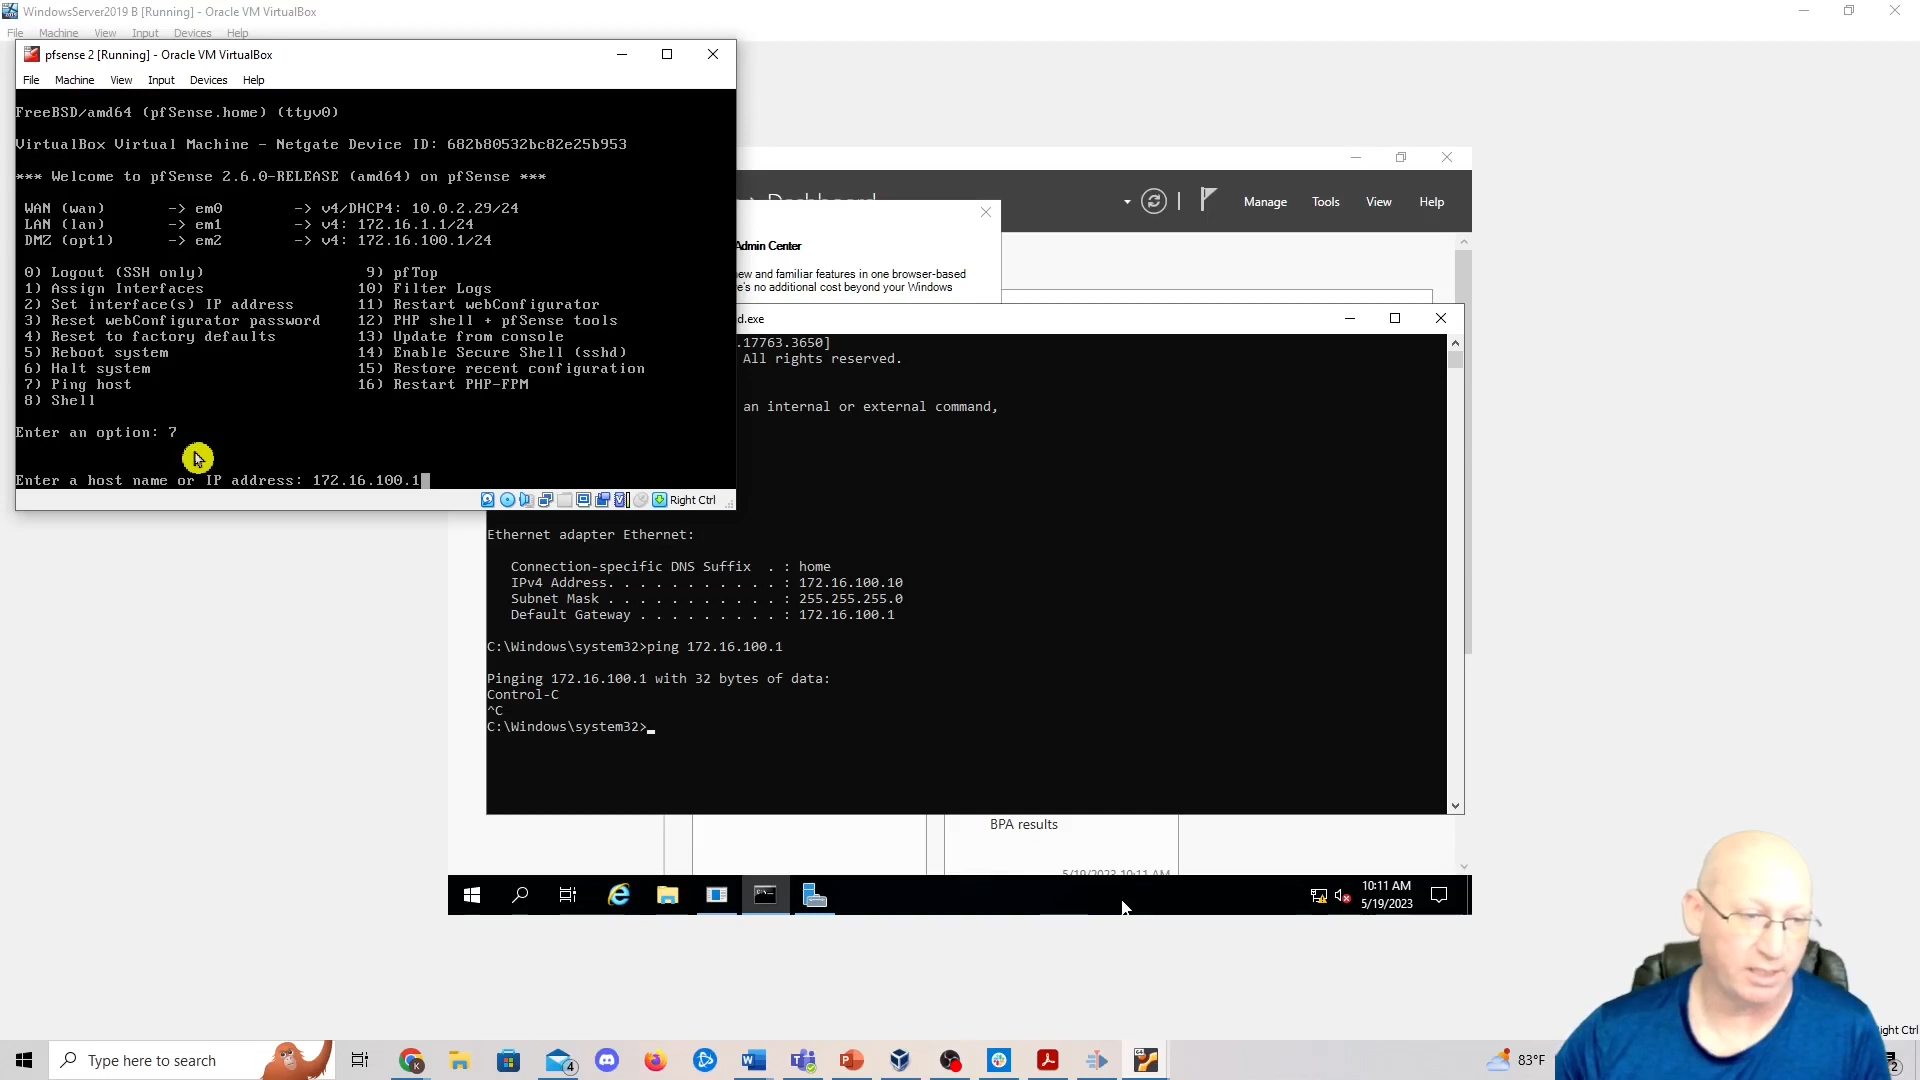 WindowsServer2019 B [Running] - Oracle VM VirtualBox
File Machine View Input Devices Help
pfsense 2 [Running] - Oracle VM VirtualBox
File Machine View Input Devices Help
FreeBSD/amd64 (pfSense.home) (ttyv0)
VirtualBox Virtual Machine - Netgate Device ID: 682b80532bc82e25b953
*** Welcome to pfSense 2.6.0-RELEASE (amd64) on pfSense ***
WAN (wan) -> em0 -> v4/DHCP4: 10.0.2.29/24
LAN (lan) -> em1 -> v4: 172.16.1.1/24
DMZ (opt1) -> em2 -> v4: 172.16.100.1/24
0) Logout (SSH only) 9) pfTop
1) Assign Interfaces 10) Filter Logs
2) Set interface(s) IP address 11) Restart webConfigurator
3) Reset webConfigurator password 12) PHP shell + pfSense tools
4) Reset to factory defaults 13) Update from console
5) Reboot system 14) Enable Secure Shell (sshd)
6) Halt system 15) Restore recent configuration
7) Ping host 16) Restart PHP-FPM
8) Shell
Enter an option: 7
Enter a host name or IP address: 172.16.100.1
Right Ctrl
Dashboard
Manage Tools View Help
Admin Center
ew and familiar features in one browser-based
e's no additional cost beyond your Windows
d.exe
.17763.3650]
All rights reserved.
an internal or external command,
Ethernet adapter Ethernet:
Connection-specific DNS Suffix . : home
IPv4 Address. . . . . . . . . . . : 172.16.100.10
Subnet Mask . . . . . . . . . . . : 255.255.255.0
Default Gateway . . . . . . . . . : 172.16.100.1
C:\Windows\system32>ping 172.16.100.1
Pinging 172.16.100.1 with 32 bytes of data:
Control-C
^C
C:\Windows\system32>
BPA results
5/19/2023 10:11 AM
10:11 AM
5/19/2023
ight Ctrl
Type here to search
4
83°F
2